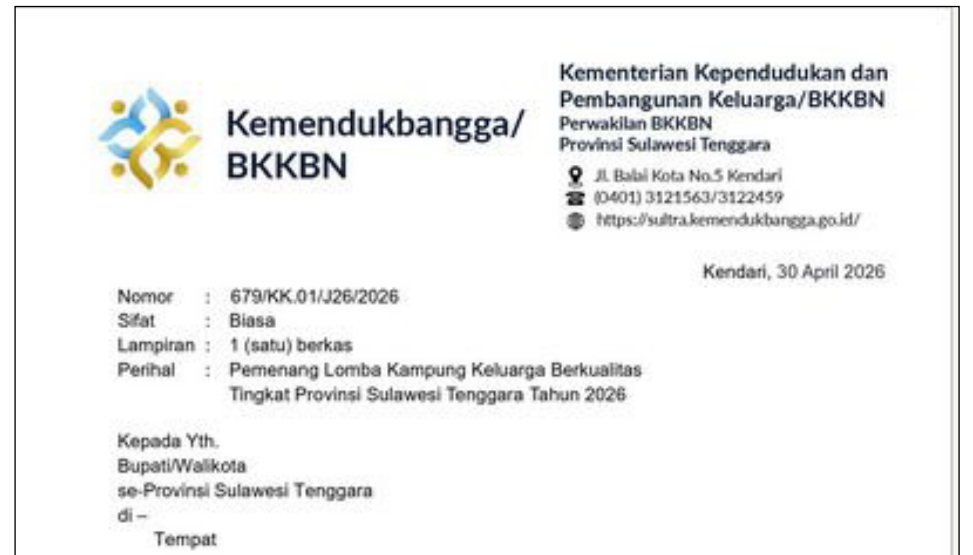 Kemendukbangga/
BKKBN
Kementerian Kependudukan dan
Pembangunan Keluarga/BKKBN
Perwakilan BKKBN
Provinsi Sulawesi Tenggara
Jl. Balai Kota No.5 Kendari
(0401) 3121563/3122459
https://sultra.kemendukbangga.go.id/
Kendari, 30 April 2026
Nomor : 679/KK.01/J26/2026
Sifat : Biasa
Lampiran : 1 (satu) berkas
Perihal : Pemenang Lomba Kampung Keluarga Berkualitas
Tingkat Provinsi Sulawesi Tenggara Tahun 2026
Kepada Yth.
Bupati/Walikota
se-Provinsi Sulawesi Tenggara
di –
Tempat